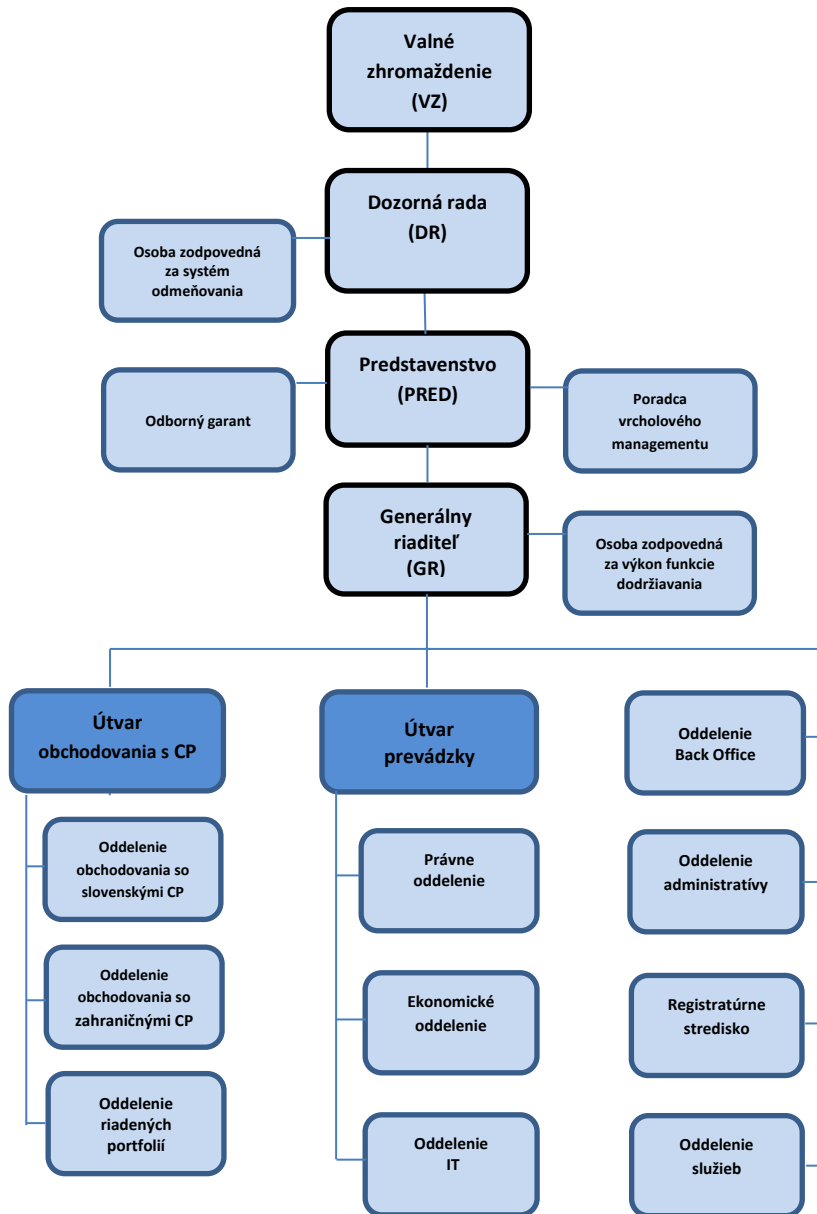 Valné
zhromaždenie
(VZ)
Dozorná rada
(DR)
Osoba zodpovedná
za systém
odmeňovania
Predstavenstvo
(PRED)
Odborný garant
Poradca
vrcholového
managementu
Generálny
riaditeľ
(GR)
Osoba zodpovedná
za výkon funkcie
dodržiavania
Útvar
obchodovania s CP
Oddelenie
obchodovania so
slovenskými CP
Oddelenie
obchodovania so
zahraničnými CP
Oddelenie
riadených
portfolií
Útvar
prevádzky
Právne
oddelenie
Ekonomické
oddelenie
Oddelenie
IT
Oddelenie
Back Office
Oddelenie
administratívy
Registratúrne
stredisko
Oddelenie
služieb